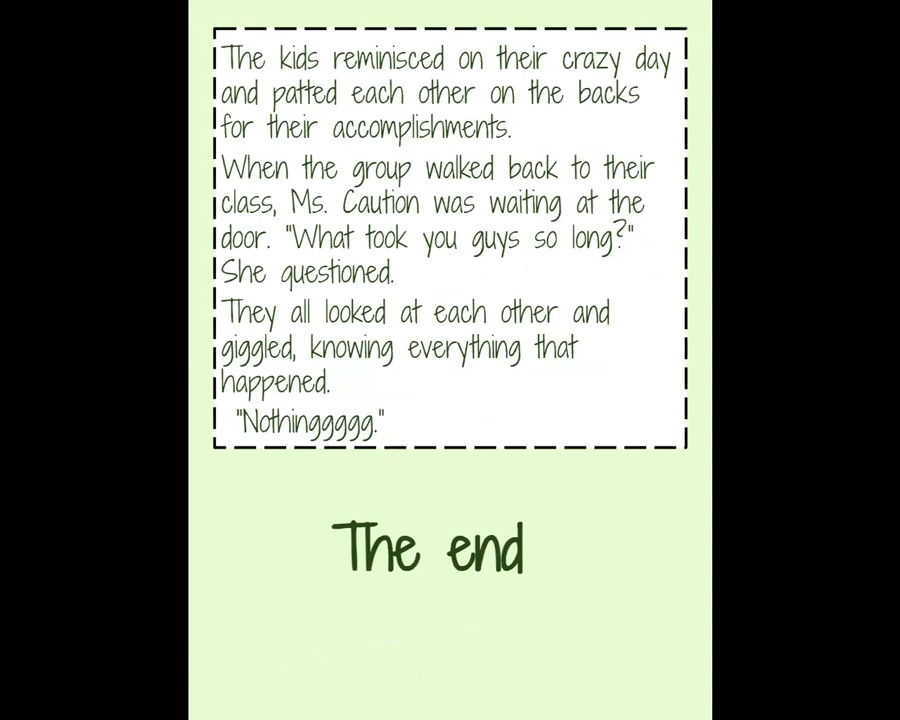 The kids reminisced on their crazy day
and patted each other on the backs
for their accomplishments.
When the group walked back to their
class, Ms. Caution was waiting at the
door. "What took you guys so long?"
She questioned.
They all looked at each other and
giggled, knowing everything that
happened.
"Nothinggggg."
The end